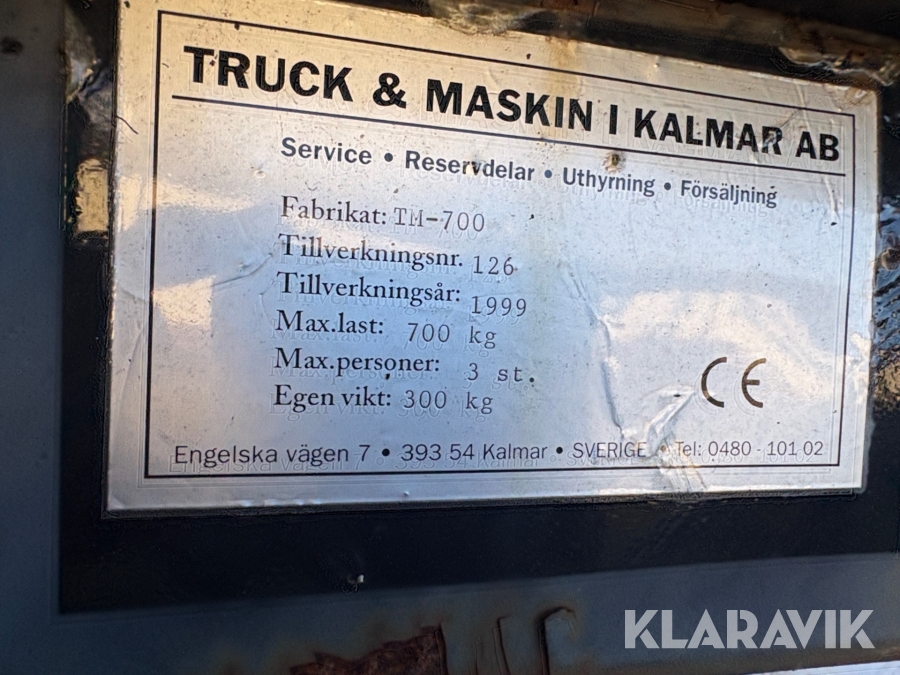 TRUCK & MASKIN I KALMAR AB
Service • Reservdelar • Uthyrning • Försäljning
Fabrikat: TM-700
Tillverkningsnr. 126
Tillverkningsår: 1999
Max.last: 700 kg
Max.personer: 3 st.
Egen vikt: 300 kg
CE
Engelska vägen 7 • 393 54 Kalmar • SVERIGE • Tel: 0480 - 101 02
KLARAVIK